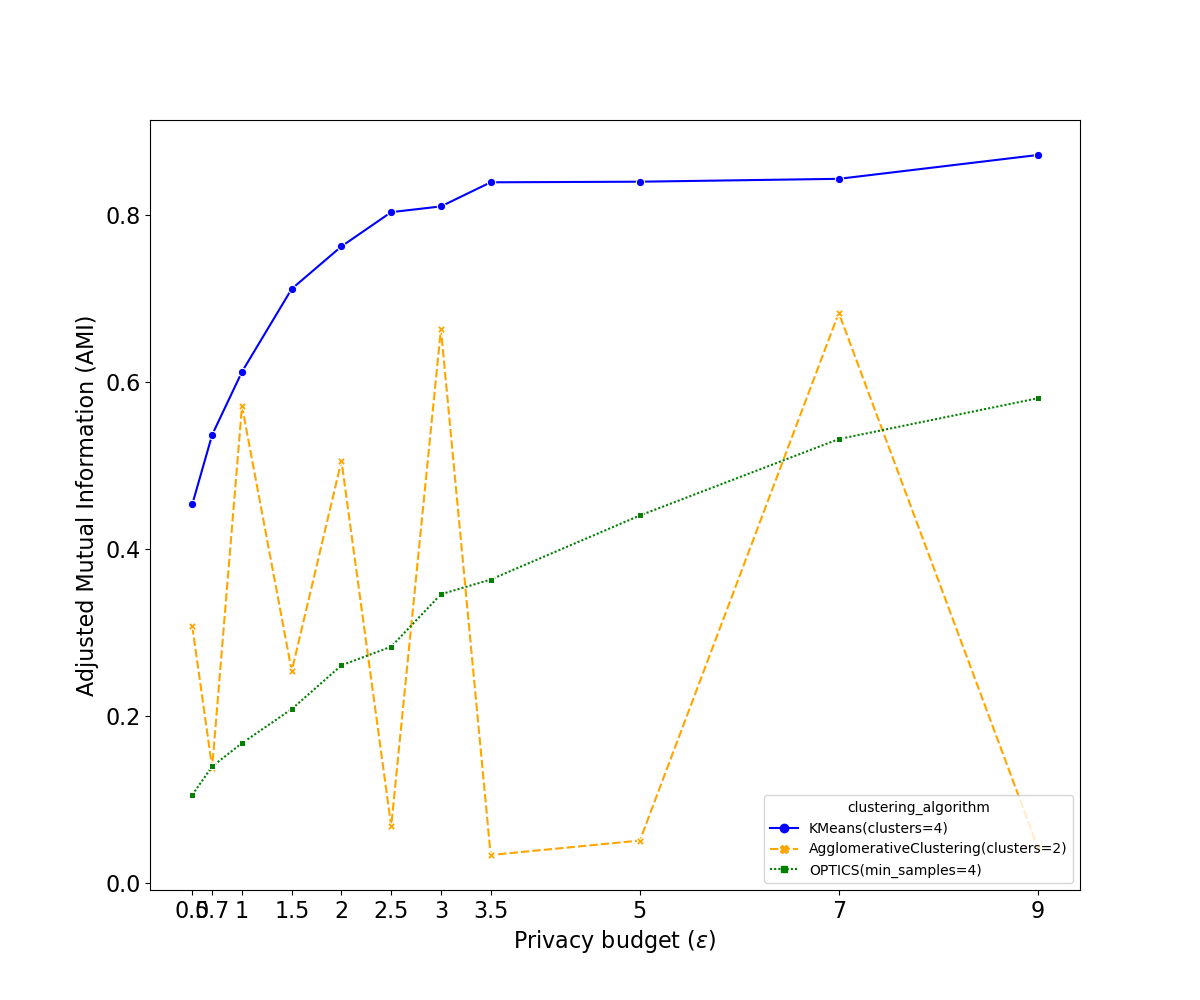 0.8
0.6
0.4
0.2
0.0
Adjusted Mutual Information (AMI)
clustering_algorithm
KMeans(clusters=4)
AgglomerativeClustering(clusters=2)
OPTICS(min_samples=4)
0.5 0.7 1 1.5 2 2.5 3 3.5 5 7 9
Privacy budget (ε)